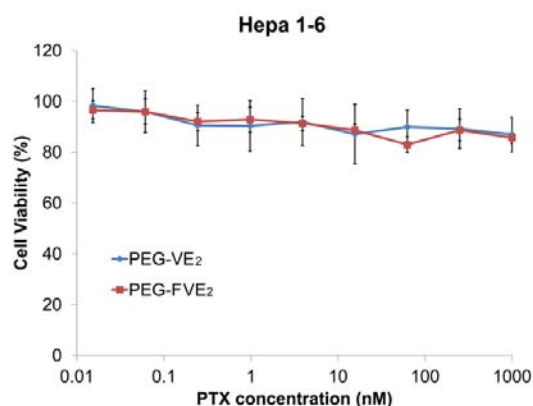 Hepa 1-6
120
100
80
60
40
20
0
Cell Viability (%)
PEG-VE₂
PEG-FVE₂
0.01 0.1 1 10 100 1000
PTX concentration (nM)